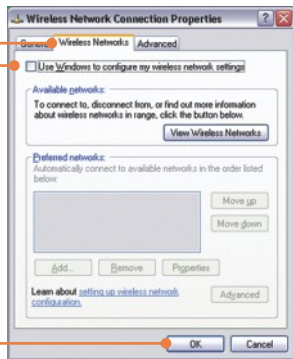 Wireless Network Connection Properties
General Wireless Networks Advanced
Use Windows to configure my wireless network settings
Available networks:
To connect to, disconnect from, or find out more information
about wireless networks in range, click the button below.
View Wireless Networks
Preferred networks:
Automatically connect to available networks in the order listed
below:
Move up
Move down
Add... Remove Properties
Learn about setting up wireless network
configuration.
Advanced
OK Cancel